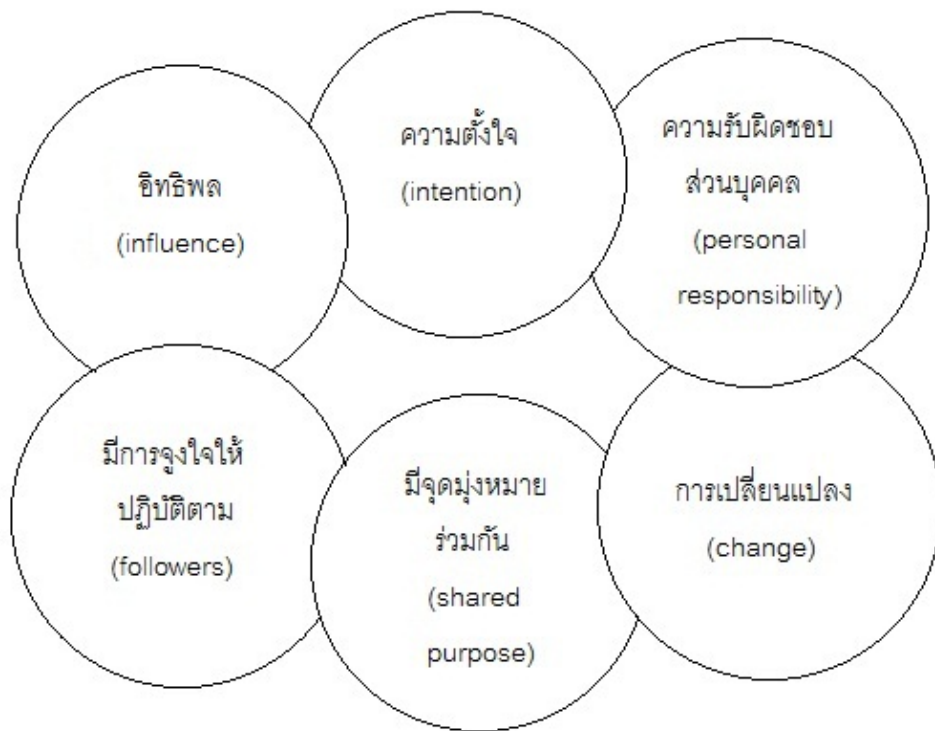 อิทธิพล
(influence)
ความตั้งใจ
(intention)
ความรับผิดชอบ
ส่วนบุคคล
(personal
responsibility)
มีการจูงใจให้
ปฏิบัติตาม
(followers)
มีจุดมุ่งหมาย
ร่วมกัน
(shared
purpose)
การเปลี่ยนแปลง
(change)